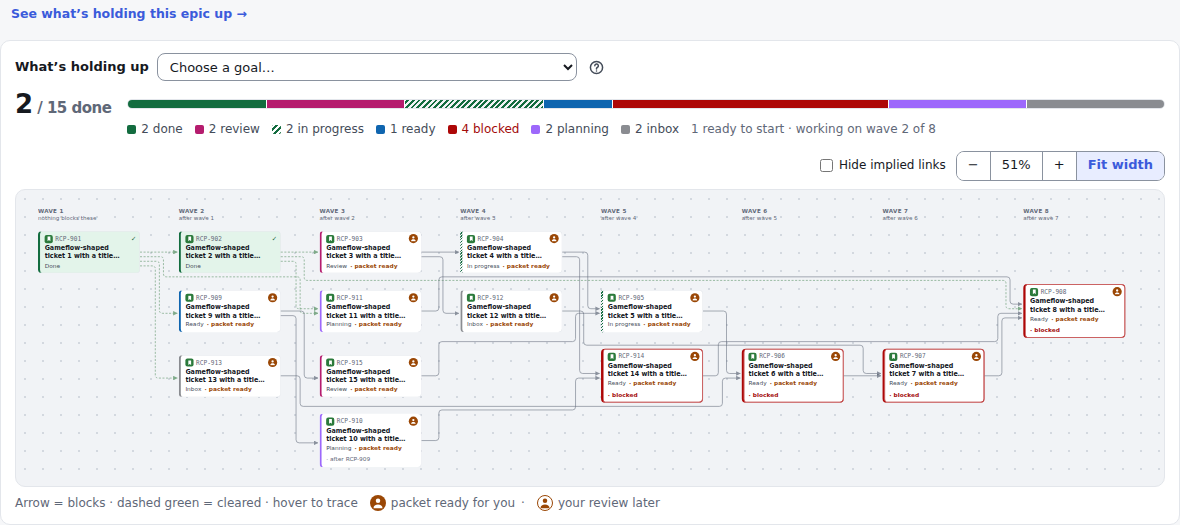 See what's holding this epic up →
What's holding up Choose a goal…
2 / 15 done
2 done 2 review 2 in progress 1 ready 4 blocked 2 planning 2 inbox 1 ready to start · working on wave 2 of 8
Hide implied links − 51% + Fit width
WAVE 1
nothing blocks these
WAVE 2
after wave 1
WAVE 3
after wave 2
WAVE 4
after wave 3
WAVE 5
after wave 4
WAVE 6
after wave 5
WAVE 7
after wave 6
WAVE 8
after wave 7
RCP-901 ✓
Gameflow-shaped
ticket 1 with a title…
Done
RCP-902 ✓
Gameflow-shaped
ticket 2 with a title…
Done
RCP-903
Gameflow-shaped
ticket 3 with a title…
Review · packet ready
RCP-904
Gameflow-shaped
ticket 4 with a title…
In progress · packet ready
RCP-908
Gameflow-shaped
ticket 8 with a title…
Ready · packet ready
· blocked
RCP-909
Gameflow-shaped
ticket 9 with a title…
Ready · packet ready
RCP-911
Gameflow-shaped
ticket 11 with a title…
Planning · packet ready
RCP-912
Gameflow-shaped
ticket 12 with a title…
Inbox · packet ready
RCP-905
Gameflow-shaped
ticket 5 with a title…
In progress · packet ready
RCP-913
Gameflow-shaped
ticket 13 with a title…
Inbox · packet ready
RCP-915
Gameflow-shaped
ticket 15 with a title…
Review · packet ready
RCP-914
Gameflow-shaped
ticket 14 with a title…
Ready · packet ready
· blocked
RCP-906
Gameflow-shaped
ticket 6 with a title…
Ready · packet ready
· blocked
RCP-907
Gameflow-shaped
ticket 7 with a title…
Ready · packet ready
· blocked
RCP-910
Gameflow-shaped
ticket 10 with a title…
Planning · packet ready
· after RCP-909
Arrow = blocks · dashed green = cleared · hover to trace packet ready for you · your review later